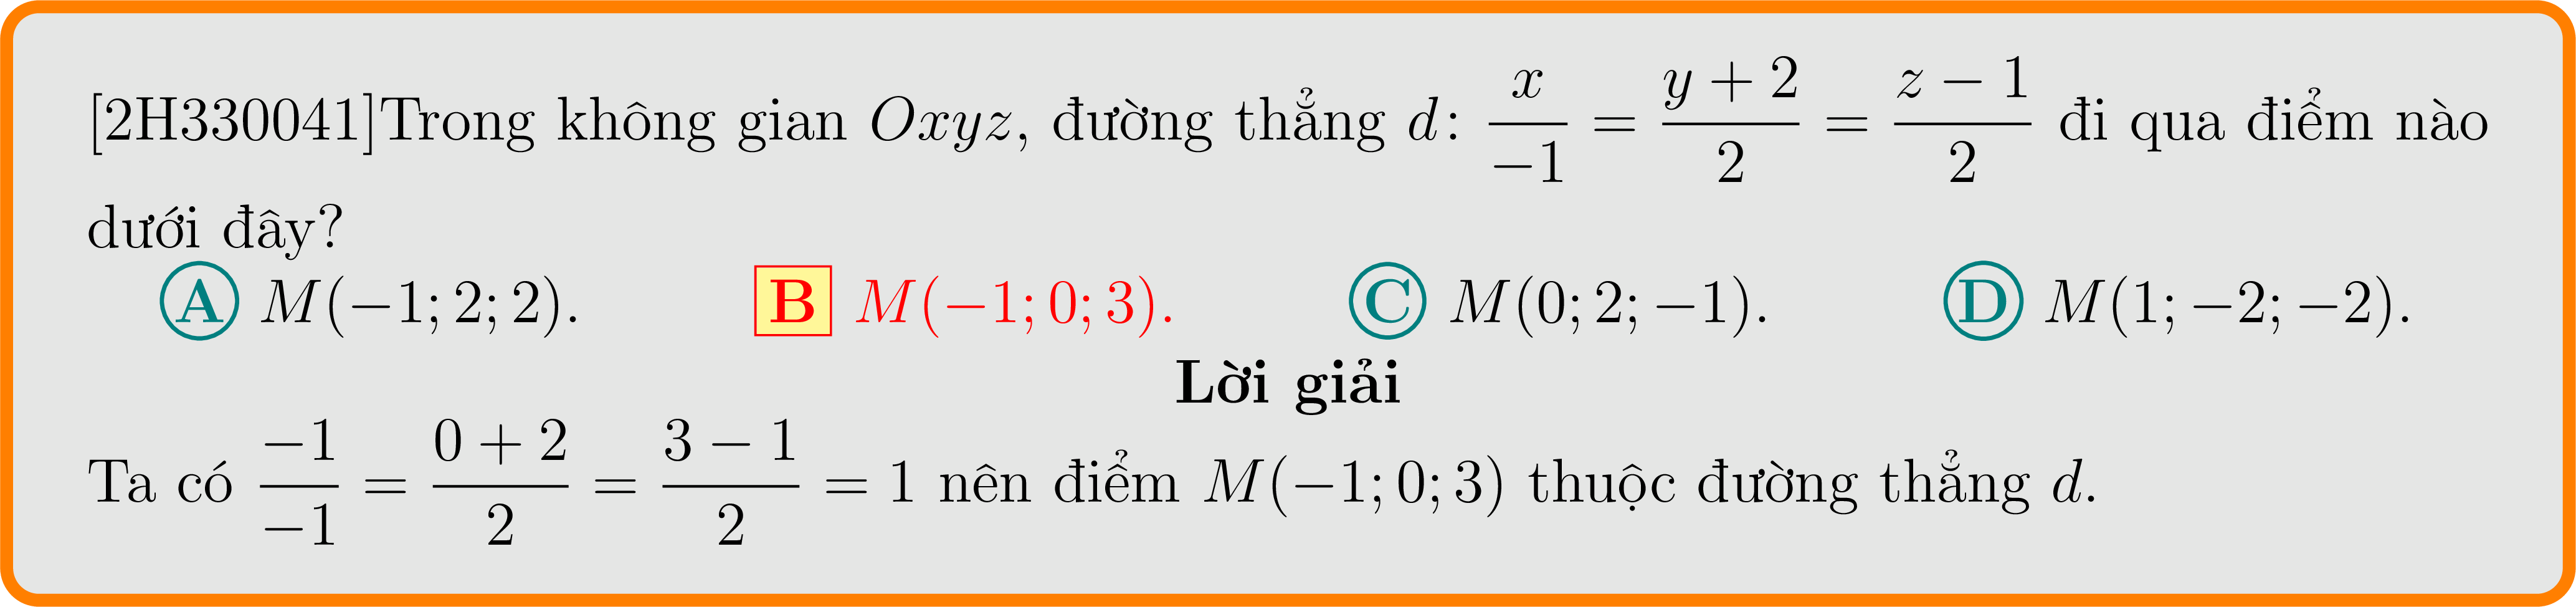 [2H330041]Trong không gian Oxyz, đường thẳng d: \frac{x}{-1} = \frac{y+2}{2} = \frac{z-1}{2} đi qua điểm nào
dưới đây?
A M(−1; 2; 2). B M(−1; 0; 3). C M(0; 2; −1). D M(1; −2; −2).
Lời giải
Ta có \frac{-1}{-1} = \frac{0+2}{2} = \frac{3-1}{2} = 1 nên điểm M(−1; 0; 3) thuộc đường thẳng d.